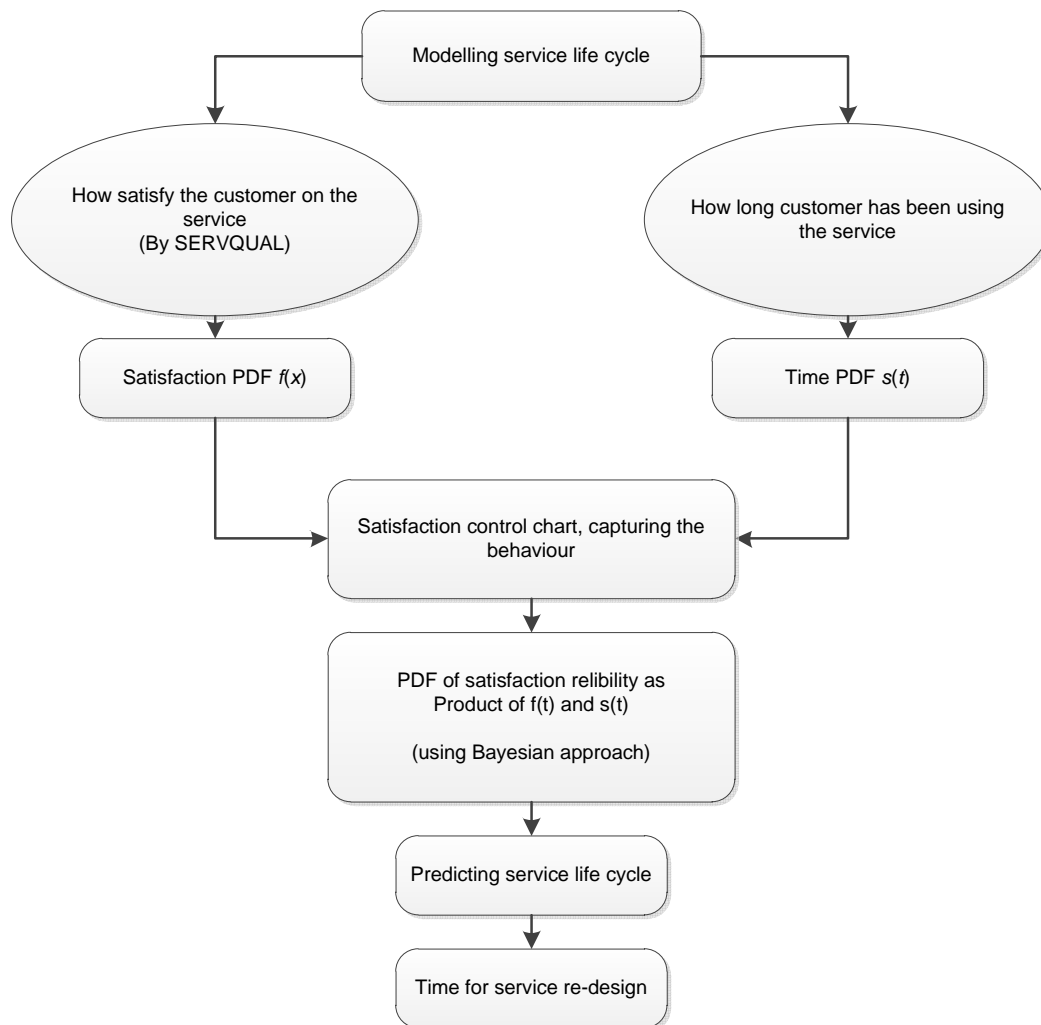 Modelling service life cycle
How satisfy the customer on the
service
(By SERVQUAL)
How long customer has been using
the service
Satisfaction PDF f(x)
Time PDF s(t)
Satisfaction control chart, capturing the
behaviour
PDF of satisfaction relibility as
Product of f(t) and s(t)
(using Bayesian approach)
Predicting service life cycle
Time for service re-design